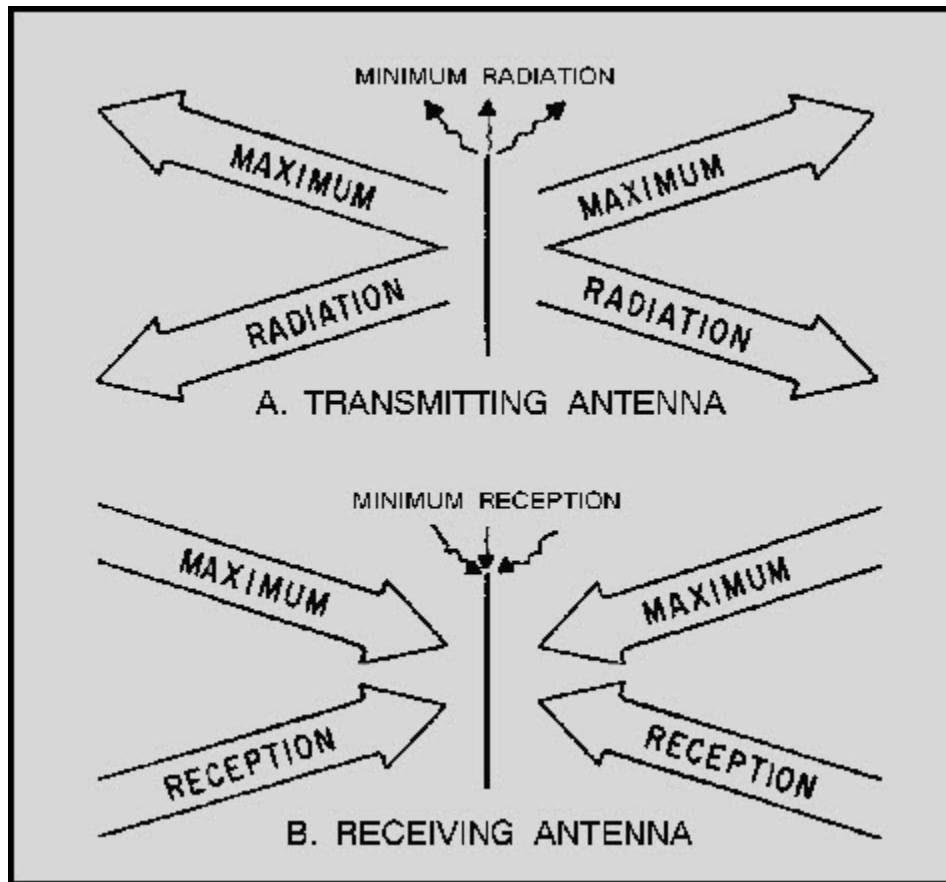 MINIMUM RADIATION
MAXIMUM
MAXIMUM
RADIATION
RADIATION
A. TRANSMITTING ANTENNA
MINIMUM RECEPTION
MAXIMUM
MAXIMUM
RECEPTION
RECEPTION
B. RECEIVING ANTENNA